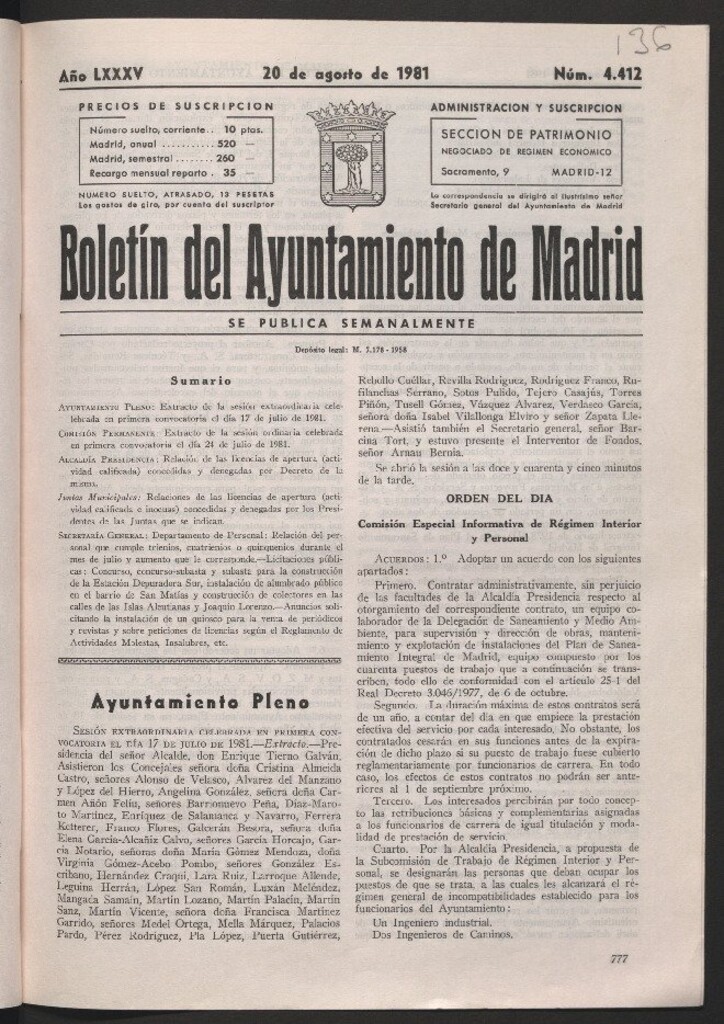 136
Año LXXXV
20 de agosto de 1981
Núm. 4.412
PRECIOS DE SUSCRIPCION
Número suelto, corriente.. 10 ptas.
Madrid, anual ........... 520 —
Madrid, semestral ........ 260 —
Recargo mensual reparto . 35 —
NUMERO SUELTO, ATRASADO, 13 PESETAS
Los gastos de giro, por cuenta del suscriptor
ADMINISTRACION Y SUSCRIPCION
SECCION DE PATRIMONIO
NEGOCIADO DE REGIMEN ECONOMICO
Sacramento, 9 MADRID-12
La correspondencia se dirigirá al ilustrísimo señor
Secretario general del Ayuntamiento de Madrid
Boletín del Ayuntamiento de Madrid
SE PUBLICA SEMANALMENTE
Depósito legal: M. 3.178 - 1958
Sumario
AYUNTAMIENTO PLENO: Extracto de la sesión extraordinaria cele-
lebrada en primera convocatoria el día 17 de julio de 1981.
COMISIÓN PERMANENTE: Extracto de la sesión ordinaria celebrada
en primera convocatoria el día 24 de julio de 1981.
ALCALDÍA PRESIDENCIA: Relación de las licencias de apertura (acti-
vidad calificada) concedidas y denegadas por Decreto de la
misma.
Juntas Municipales: Relaciones de las licencias de apertura (acti-
vidad calificada e inocuas) concedidas y denegadas por los Presi-
dentes de las Juntas que se indican.
SECRETARÍA GENERAL: Departamento de Personal: Relación del per-
sonal que cumple trienios, cuatrienios o quinquenios durante el
mes de julio y aumento que le corresponde.—Licitaciones públi-
cas: Concurso, concurso-subasta y subasta para la construcción
de la Estación Depuradora Sur, instalación de alumbrado público
en el barrio de San Matías y construcción de colectores en las
calles de las Islas Aleutianas y Joaquín Lorenzo.—Anuncios soli-
citando la instalación de un quiosco para la venta de periódicos
y revistas y sobre peticiones de licencias según el Reglamento de
Actividades Molestas, Insalubres, etc.
Ayuntamiento Pleno
SESIÓN EXTRAORDINARIA CELEBRADA EN PRIMERA CON-
VOCATORIA EL DÍA 17 DE JULIO DE 1981.—Extracto.—Pre-
sidencia del señor Alcalde, don Enrique Tierno Galván.
Asistieron los Concejales señora doña Cristina Almeida
Castro, señores Alonso de Velasco, Alvarez del Manzano
y López del Hierro, Angelina González, señora doña Car-
men Añón Feliu, señores Barrionuevo Peña, Díaz-Maro-
to Martínez, Enríquez de Salamanca y Navarro, Ferrera
Ketterer, Franco Flores, Galcerán Besora, señora doña
Elena García-Alcañiz Calvo, señores García Horcajo, Gar-
cía Notario, señoras doña María Gómez Mendoza, doña
Virginia Gómez-Acebo Pombo, señores González Es-
cribano, Hernández Craqui, Lara Ruiz, Larroque Allende,
Leguina Herrán, López San Román, Luxán Meléndez,
Mangada Samaín, Martín Lozano, Martín Palacín, Martín
Sanz, Martín Vicente, señora doña Francisca Martínez
Garrido, señores Medel Ortega, Mella Márquez, Palacios
Pardo, Pérez Rodríguez, Pla López, Puerta Gutiérrez,
Rebollo Cuéllar, Revilla Rodríguez, Rodríguez Franco, Ru-
filanchas Serrano, Sotos Pulido, Tejero Casajús, Torres
Piñón, Tusell Gómez, Vázquez Alvarez, Verdasco García,
señora doña Isabel Vilallonga Elviro y señor Zapata Lle-
rena.—Asistió también el Secretario general, señor Bar-
cina Tort, y estuvo presente el Interventor de Fondos,
señor Arnau Bernia.
Se abrió la sesión a las doce y cuarenta y cinco minutos
de la tarde.
ORDEN DEL DIA
Comisión Especial Informativa de Régimen Interior
y Personal
ACUERDOS: 1.º Adoptar un acuerdo con los siguientes
apartados:
Primero. Contratar administrativamente, sin perjuicio
de las facultades de la Alcaldía Presidencia respecto al
otorgamiento del correspondiente contrato, un equipo co-
laborador de la Delegación de Saneamiento y Medio Am-
biente, para supervisión y dirección de obras, manteni-
miento y explotación de instalaciones del Plan de Sanea-
miento Integral de Madrid, equipo compuesto por los
cuarenta puestos de trabajo que a continuación se trans-
criben, todo ello de conformidad con el artículo 25-1 del
Real Decreto 3.046/1977, de 6 de octubre.
Segundo. La duración máxima de estos contratos será
de un año, a contar del día en que empiece la prestación
efectiva del servicio por cada interesado. No obstante, los
contratados cesarán en sus funciones antes de la expira-
ción de dicho plazo si su puesto de trabajo fuese cubierto
reglamentariamente por funcionarios de carrera. En todo
caso, los efectos de estos contratos no podrán ser ante-
riores al 1 de septiembre próximo.
Tercero. Los interesados percibirán por todo concep-
to las retribuciones básicas y complementarias asignadas
a los funcionarios de carrera de igual titulación y moda-
lidad de prestación de servicio.
Cuarto. Por la Alcaldía Presidencia, a propuesta de
la Subcomisión de Trabajo de Régimen Interior y Per-
sonal, se designarán las personas que deban ocupar los
puestos de que se trata, a las cuales les alcanzará el ré-
gimen general de incompatibilidades establecido para los
funcionarios del Ayuntamiento:
Un Ingeniero industrial.
Dos Ingenieros de Caminos.
777